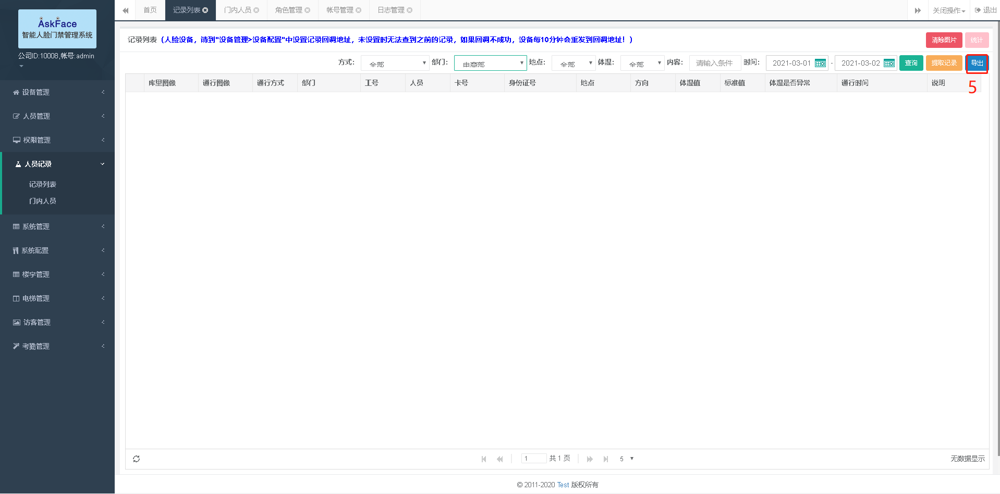 AskFace
智能人脸门禁管理系统
公司ID:10008,帐号:admin
设备管理
人员管理
权限管理
人员记录
记录列表
门内人员
系统管理
系统配置
楼宇管理
电梯管理
访客管理
考勤管理
首页 记录列表 门内人员 角色管理 帐号管理 日志管理 关闭操作 退出
记录列表（人脸设备，请到"设备管理>设备配置"中设置记录回调地址，未设置时无法查到之前的记录，如果回调不成功，设备每10分钟会重发到回调地址！） 清除图片 统计
方式： 全部 部门： 电商部 地点： 全部 体温： 全部 内容： 请输入条件 时间： 2021-03-01 - 2021-03-02 查询 提取记录 导出
库里图像 通行图像 通行方式 部门 工号 人员 卡号 身份证号 地点 方向 体温值 标准值 体温是否异常 通行时间 说明
5
1 共 1 页 5 无数据显示
© 2011-2020 Test 版权所有